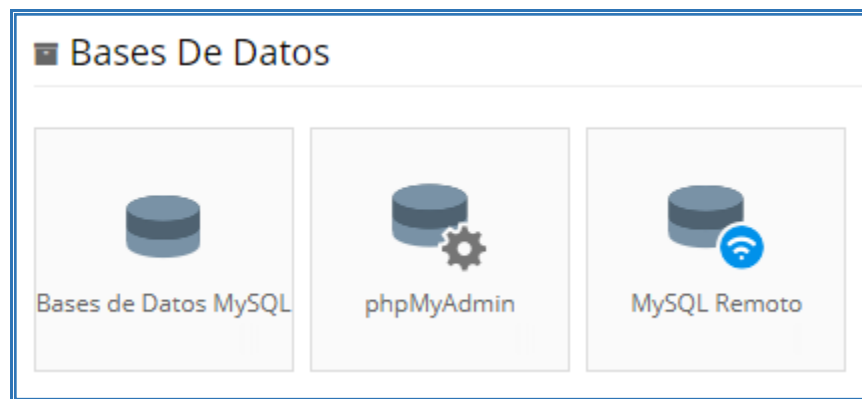 Bases De Datos
Bases de Datos MySQL
phpMyAdmin
MySQL Remoto